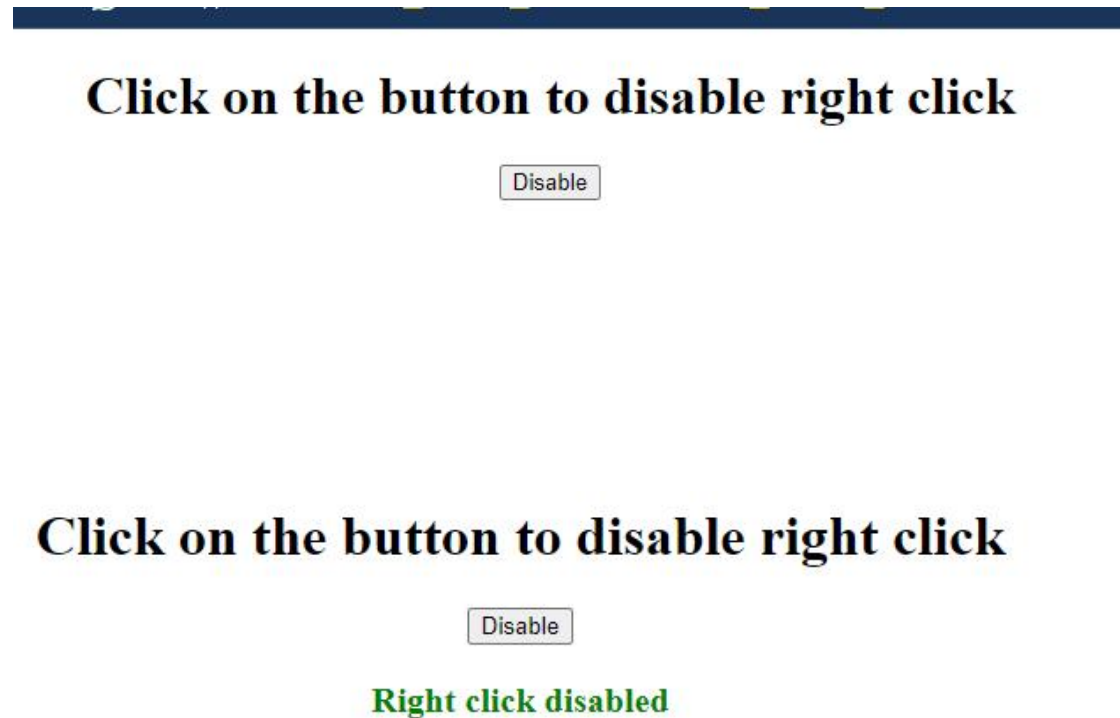 Click on the button to disable right click
Disable
Click on the button to disable right click
Disable
Right click disabled